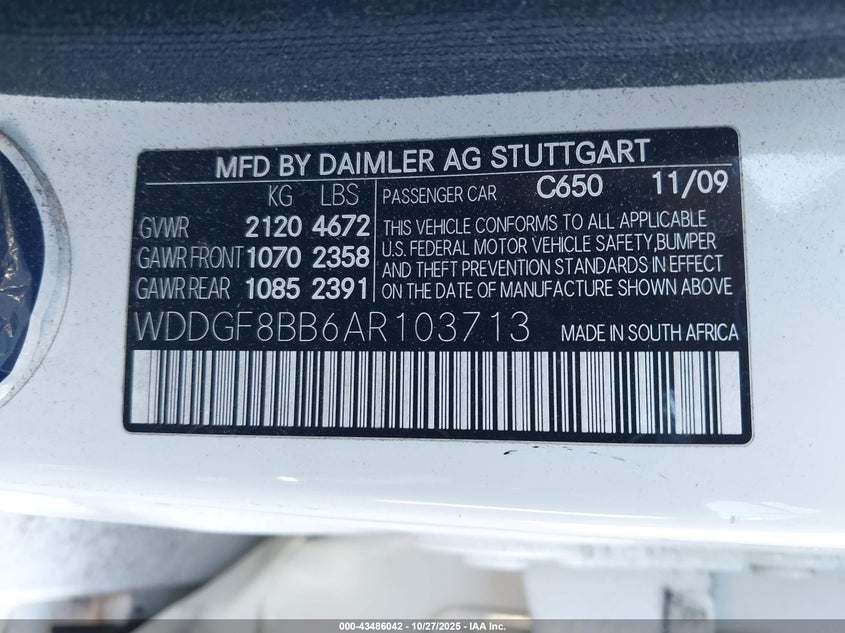 MFD BY DAIMLER AG STUTTGART
KG LBS PASSENGER CAR C650 11/09
GVWR 2120 4672 THIS VEHICLE CONFORMS TO ALL APPLICABLE
GAWR FRONT 1070 2358 U.S. FEDERAL MOTOR VEHICLE SAFETY,BUMPER
GAWR REAR 1085 2391 AND THEFT PREVENTION STANDARDS IN EFFECT
ON THE DATE OF MANUFACTURE SHOWN ABOVE
WDDGF8BB6AR103713 MADE IN SOUTH AFRICA
000-43486042 - 10/27/2025 - IAA Inc.